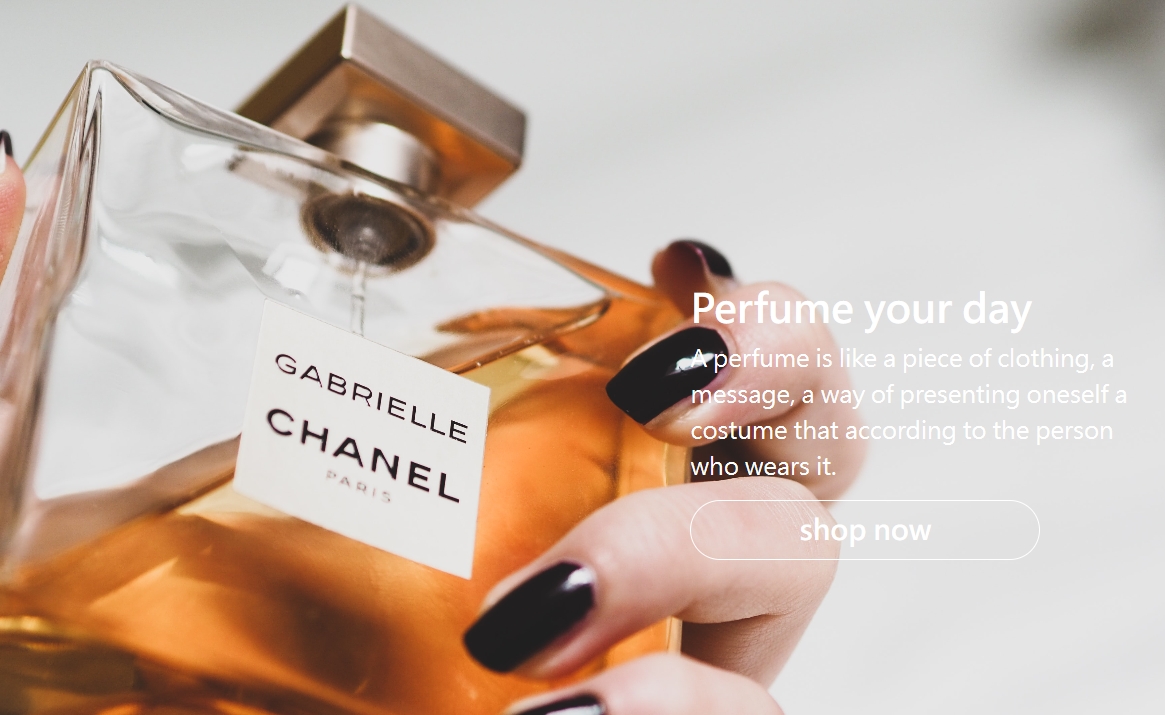 GABRIELLE
CHANEL
PARIS
Perfume your day
A perfume is like a piece of clothing, a
message, a way of presenting oneself a
costume that according to the person
who wears it.
shop now